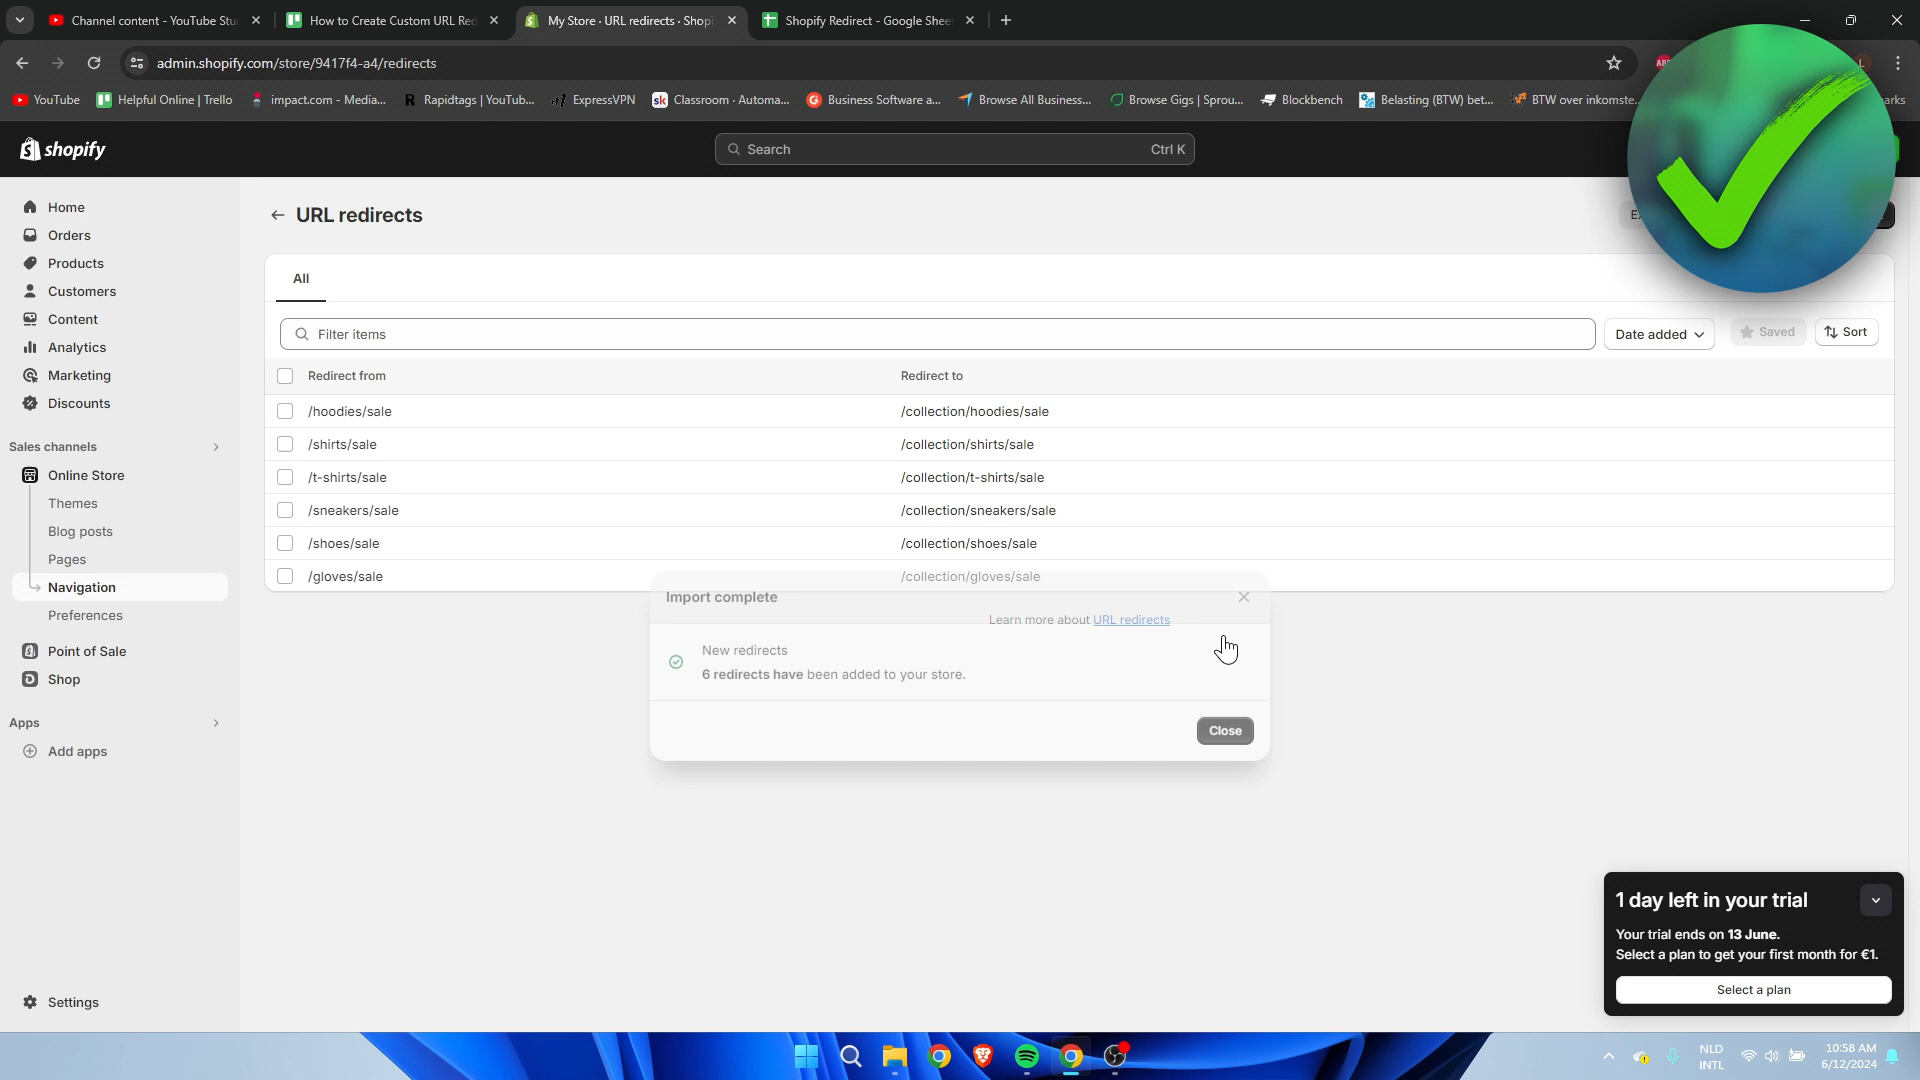 Channel content - YouTube Stu
How to Create Custom URL Red
My Store · URL redirects · Shopi
Shopify Redirect - Google Shee
admin.shopify.com/store/9417f4-a4/redirects
YouTube
Helpful Online | Trello
impact.com - Media...
Rapidtags | YouTub...
ExpressVPN
Classroom · Automa...
Business Software a...
Browse All Business...
Browse Gigs | Sprou...
Blockbench
Belasting (BTW) bet...
BTW over inkomste...
shopify
Search
Ctrl K
Home
Orders
Products
Customers
Content
Analytics
Marketing
Discounts
Sales channels
Online Store
Themes
Blog posts
Pages
Navigation
Preferences
Point of Sale
Shop
Apps
Add apps
Settings
URL redirects
All
Filter items
Date added
Saved
Sort
Redirect from Redirect to
/hoodies/sale /collection/hoodies/sale
/shirts/sale /collection/shirts/sale
/t-shirts/sale /collection/t-shirts/sale
/sneakers/sale /collection/sneakers/sale
/shoes/sale /collection/shoes/sale
/gloves/sale /collection/gloves/sale
Import complete
Learn more about URL redirects
New redirects
6 redirects have been added to your store.
Close
1 day left in your trial
Your trial ends on 13 June.
Select a plan to get your first month for €1.
Select a plan
NLD
INTL
10:58 AM
6/12/2024